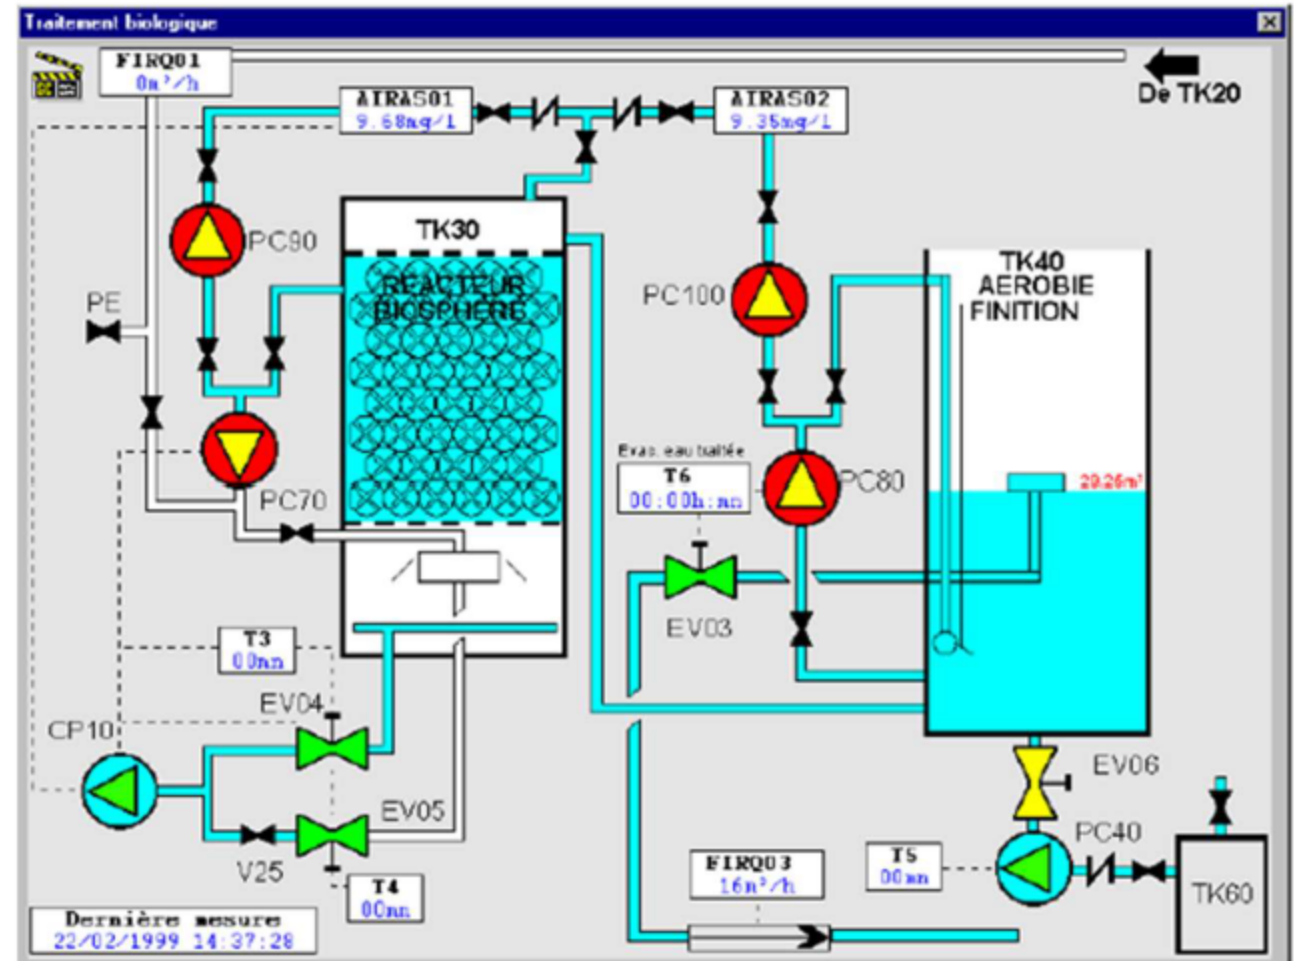 Traitement biologique
FIRQ01
0m³/h
De TK20
AIRAS01
9.68mg/l
AIRAS02
9.35mg/l
TK30
PC90
REACTEUR
BIOSPHERE
PE
PC100
TK40
AEROBIE
FINITION
Evac. eau traitée
T6
00:00h:mn
PC80
29.26m³
PC70
EV03
T3
00mn
EV04
CP10
EV06
EV05
PC40
V25
T5
00mn
FIRQ03
16m³/h
T4
00mn
TK60
Dernière mesure
22/02/1999 14:37:28